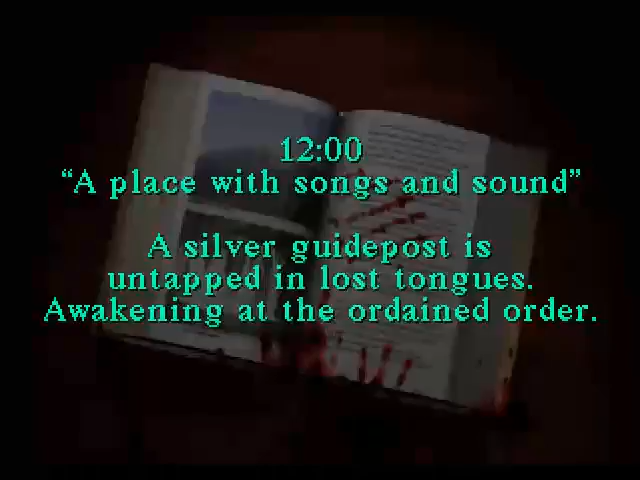 12:00
“A place with songs and sound”
A silver guidepost is
untapped in lost tongues.
Awakening at the ordained order.